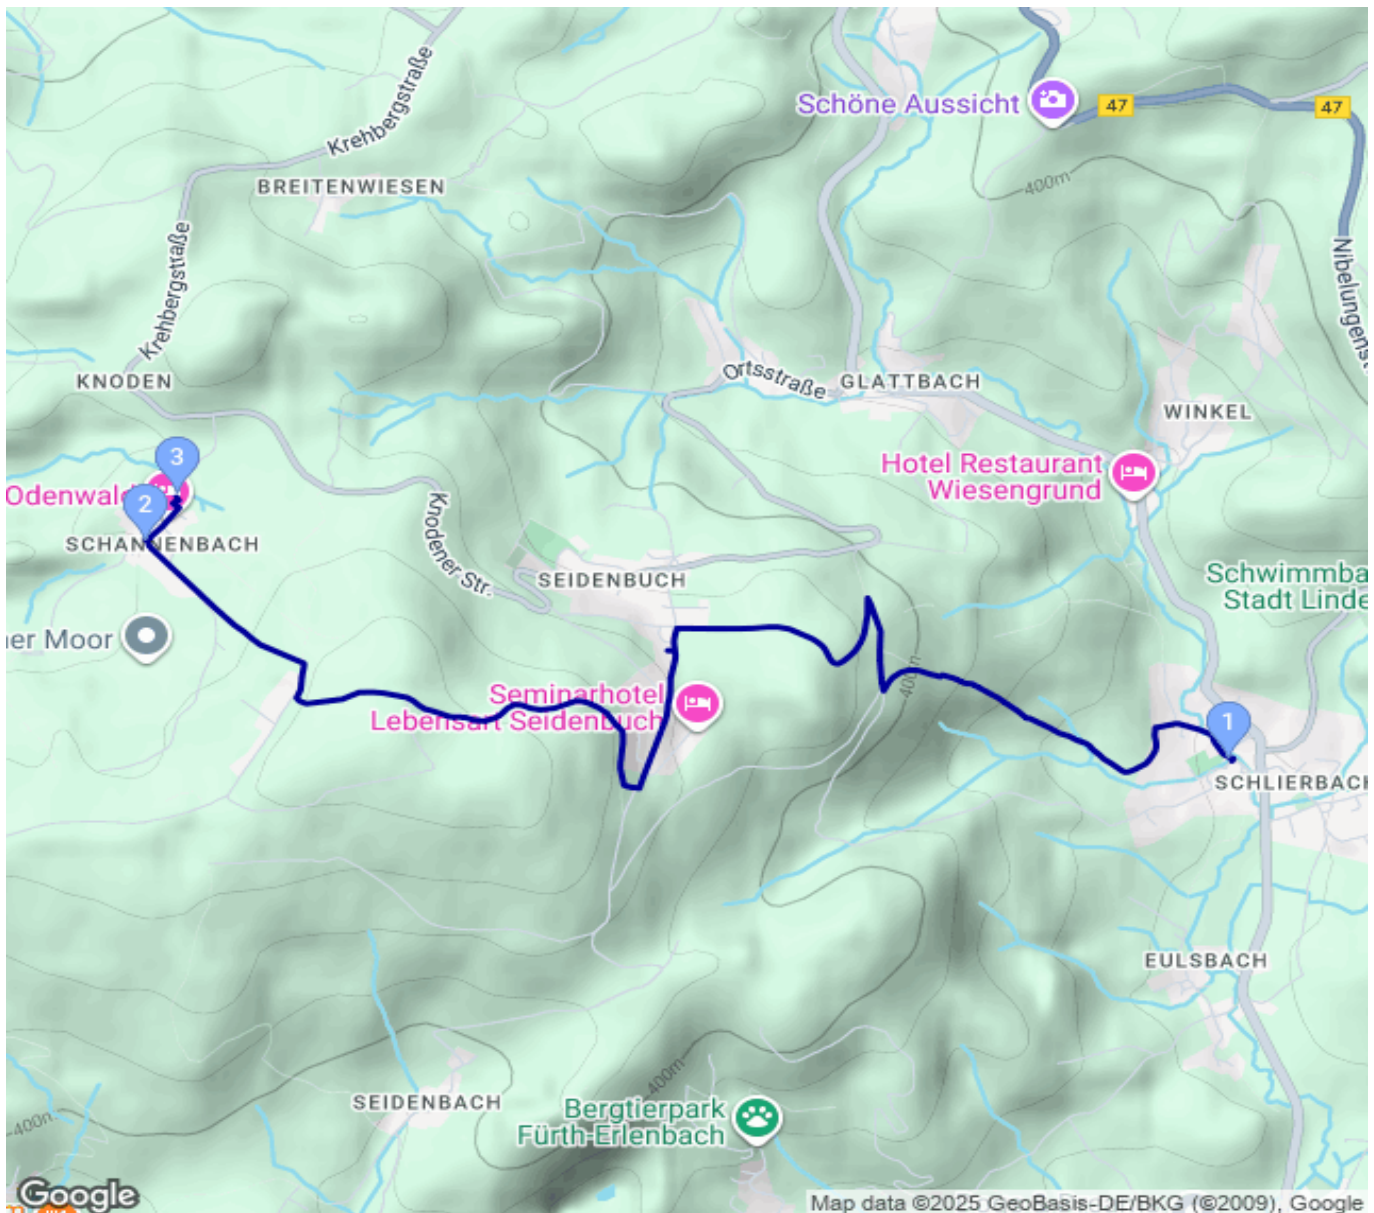 Krehbergstraße
Schöne Aussicht
47
47
400m
BREITENWIESEN
Krehbergstraße
Nibelungenst
KNODEN
Ortsstraße
GLATTBACH
WINKEL
3
Odenwald
2
Hotel Restaurant
Wiesengrund
SCHANNENBACH
Knodener Str.
SEIDENBUCH
Schwimmba
Stadt Linde
ner Moor
400m
Seminarhotel
Lebensart Seidenbuch
1
SCHLIERBACH
EULSBACH
400m
SEIDENBACH
400m
Bergtierpark
Fürth-Erlenbach
Google
Map data ©2025 GeoBasis-DE/BKG (©2009), Google